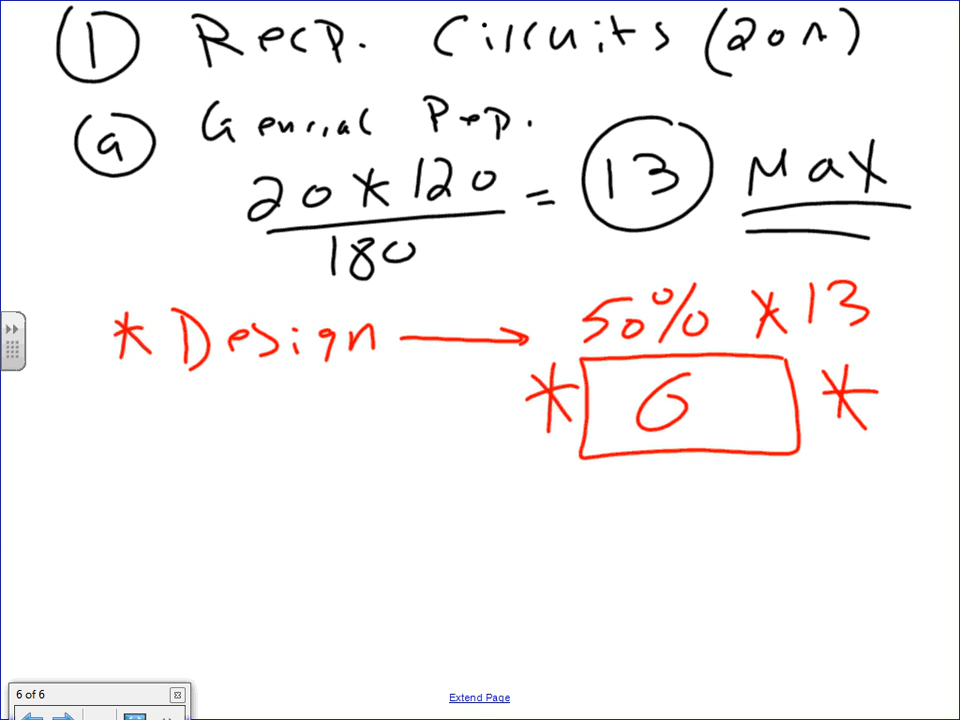 ① Recp. Circuits (20A)
ⓐ General Rep.
20 * 120 / 180 = 13 Max
* Design → 50% * 13
* 6 *
6 of 6
Extend Page